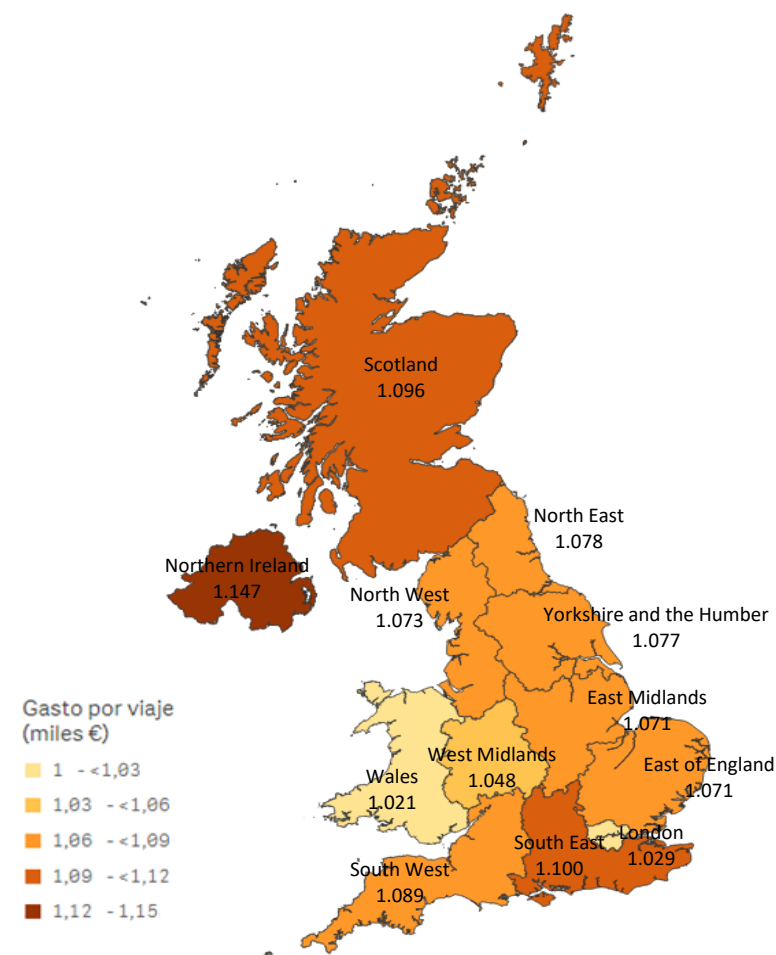 Scotland
1.096
North East
1.078
Northern Ireland
1.147
North West
1.073
Yorkshire and the Humber
1.077
East Midlands
1.071
West Midlands
1.048
East of England
1.071
Wales
1.021
South East
1.100
London
1.029
South West
1.089
Gasto por viaje
(miles €)
1 - <1,03
1,03 - <1,06
1,06 - <1,09
1,09 - <1,12
1,12 - 1,15